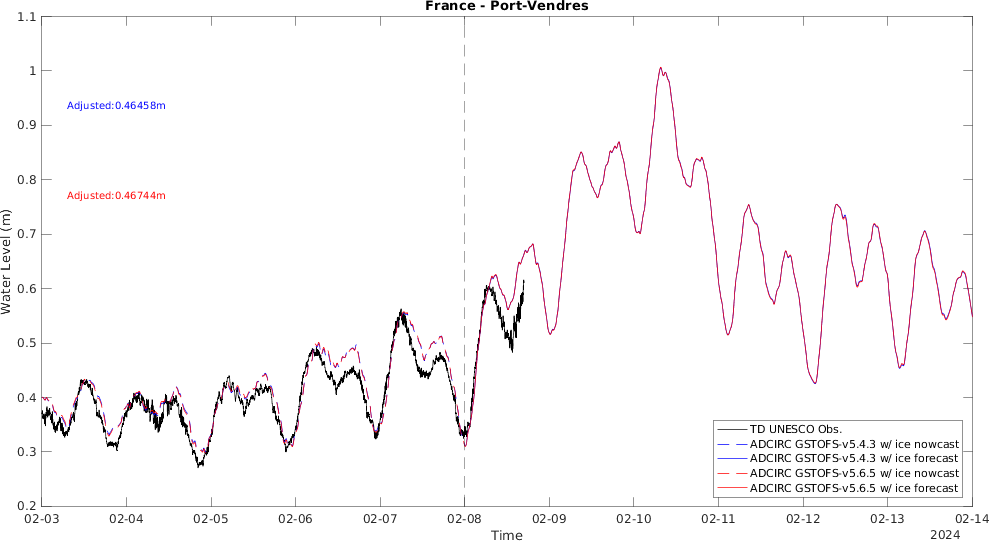 France - Port-Vendres
1.1
1
0.9
0.8
0.7
0.6
0.5
0.4
0.3
0.2
Water Level (m)
Adjusted:0.46458m
Adjusted:0.46744m
TD UNESCO Obs.
ADCIRC GSTOFS-v5.4.3 w/ ice nowcast
ADCIRC GSTOFS-v5.4.3 w/ ice forecast
ADCIRC GSTOFS-v5.6.5 w/ ice nowcast
ADCIRC GSTOFS-v5.6.5 w/ ice forecast
02-03 02-04 02-05 02-06 02-07 02-08 02-09 02-10 02-11 02-12 02-13 02-14
Time
2024